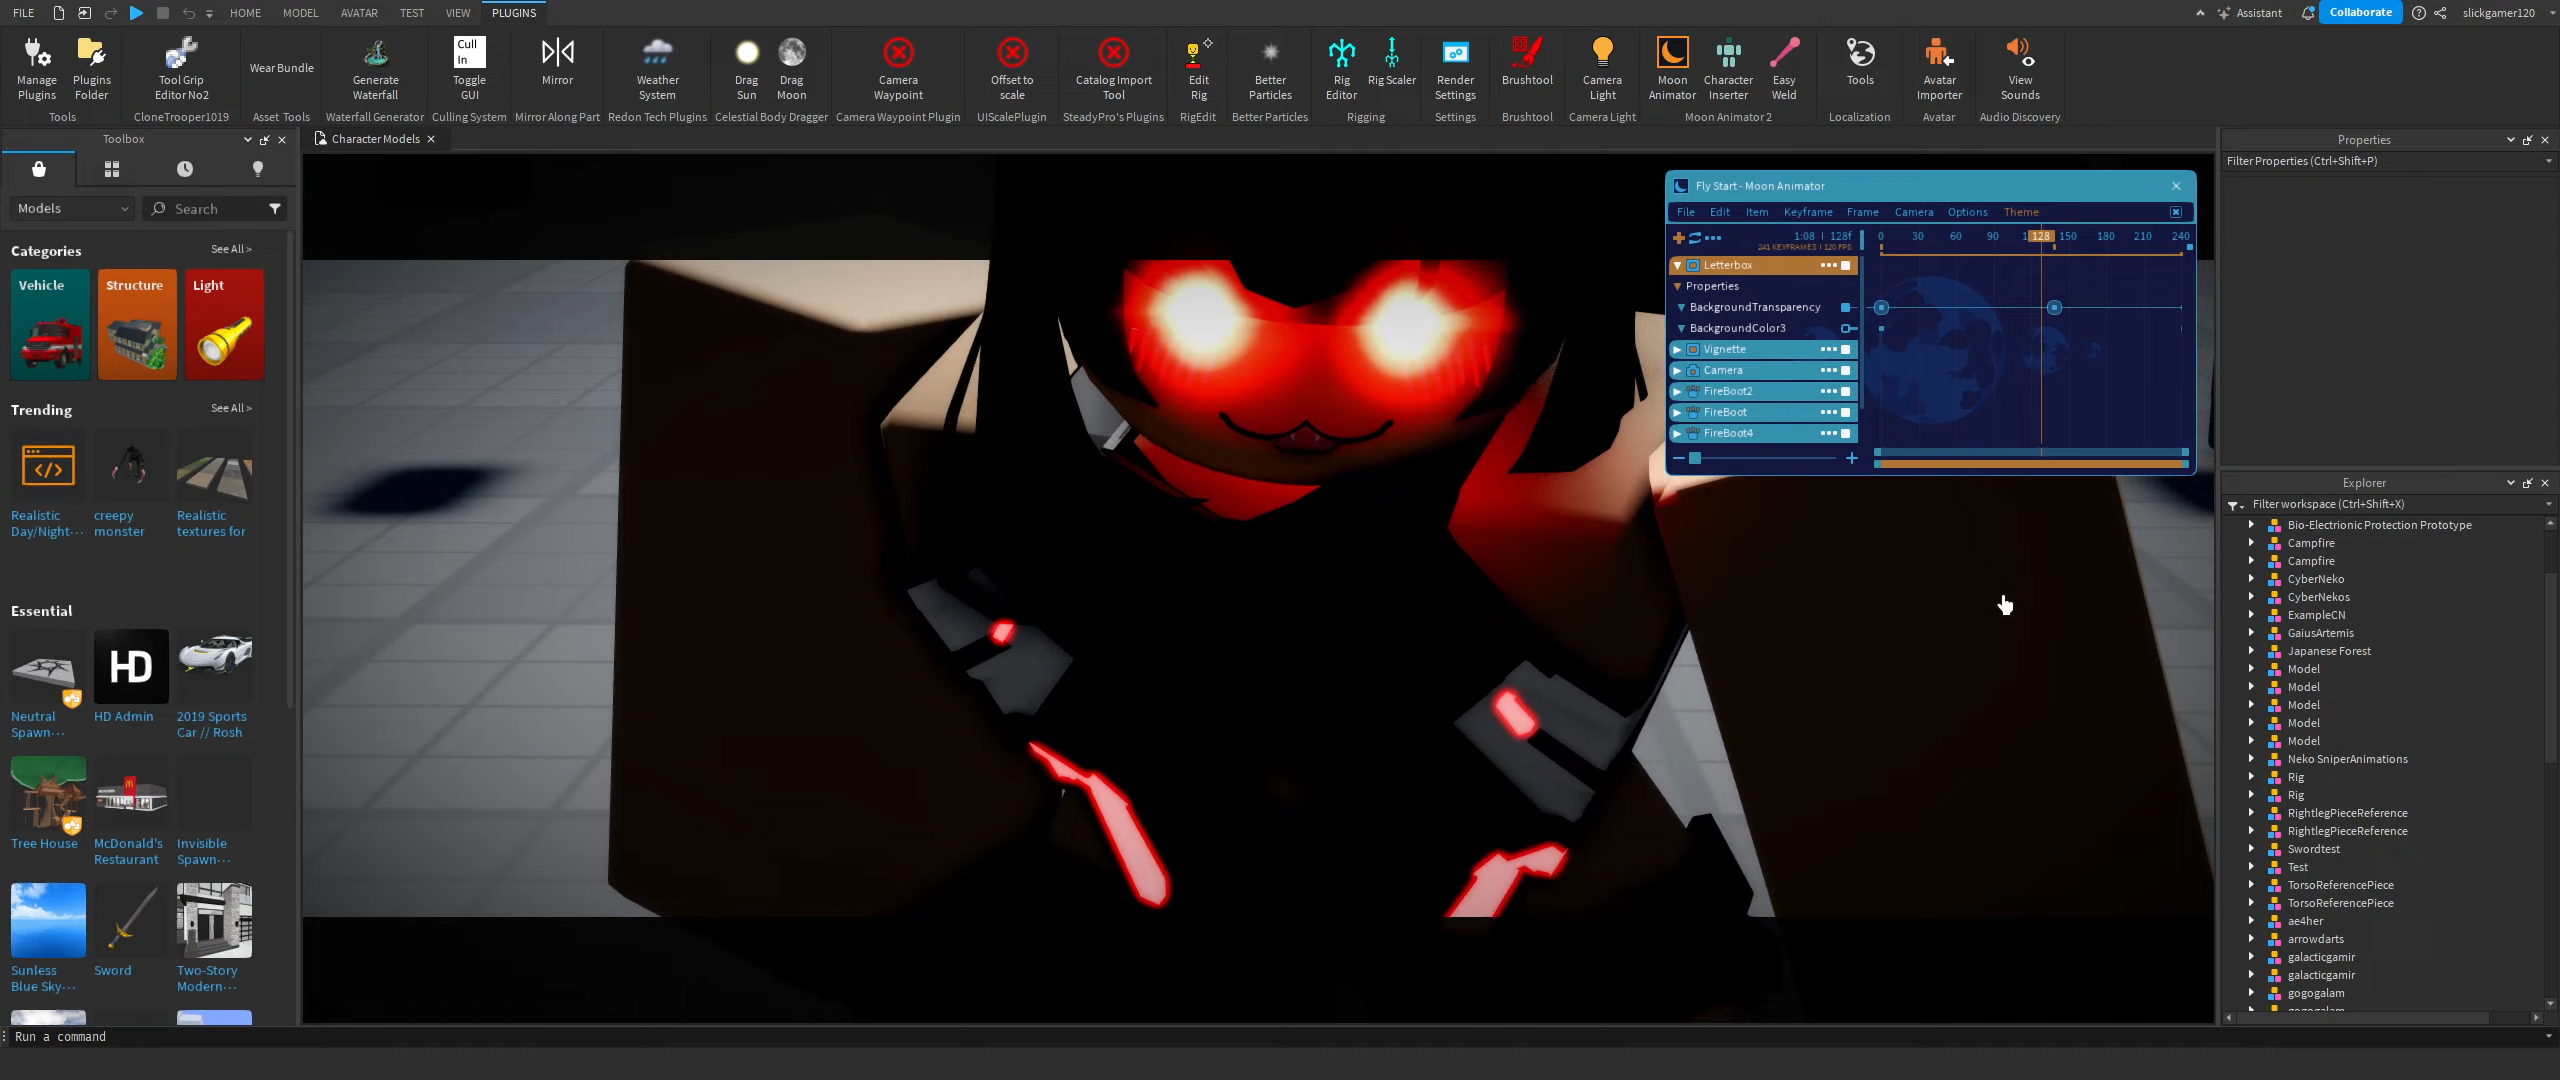 FILE HOME MODEL AVATAR TEST VIEW PLUGINS Assistant Collaborate slickgamer120
Manage Plugins
Plugins Folder
Tools
Tool Grip Editor No2
CloneTrooper1019
Wear Bundle
Asset Tools
Generate Waterfall
Waterfall Generator
Cull In
Toggle GUI
Culling System
Mirror
Mirror Along Part
Weather System
Redon Tech Plugins
Drag Sun
Drag Moon
Celestial Body Dragger
Camera Waypoint
Camera Waypoint Plugin
Offset to scale
UIScalePlugin
Catalog Import Tool
SteadyPro's Plugins
Edit Rig
RigEdit
Better Particles
Better Particles
Rig Editor
Rig Scaler
Rigging
Render Settings
Settings
Brushtool
Brushtool
Camera Light
Camera Light
Moon Animator
Character Inserter
Easy Weld
Moon Animator 2
Tools
Localization
Avatar Importer
Avatar
View Sounds
Audio Discovery
Toolbox
Models
Search
Categories See All >
Vehicle
Structure
Light
Trending See All >
Realistic Day/Night...
creepy monster
Realistic textures for
Essential
Neutral Spawn...
HD
HD Admin
2019 Sports Car // Rosh
Tree House
McDonald's Restaurant
Invisible Spawn...
Sunless Blue Sky...
Sword
Two-Story Modern...
Character Models
Fly Start - Moon Animator
File Edit Item Keyframe Frame Camera Options Theme
1:08 | 128f
241 KEYFRAMES | 120 FPS
0 30 60 90 1 128 150 180 210 240
Letterbox
Properties
BackgroundTransparency
BackgroundColor3
Vignette
Camera
FireBoot2
FireBoot
FireBoot4
Properties
Filter Properties (Ctrl+Shift+P)
Explorer
Filter workspace (Ctrl+Shift+X)
Bio-Electrionic Protection Prototype
Campfire
Campfire
CyberNeko
CyberNekos
ExampleCN
GaiusArtemis
Japanese Forest
Model
Model
Model
Model
Model
Neko SniperAnimations
Rig
Rig
RightlegPieceReference
RightlegPieceReference
Swordtest
Test
TorsoReferencePiece
TorsoReferencePiece
ae4her
arrowdarts
galacticgamir
galacticgamir
gogogalam
Run a command